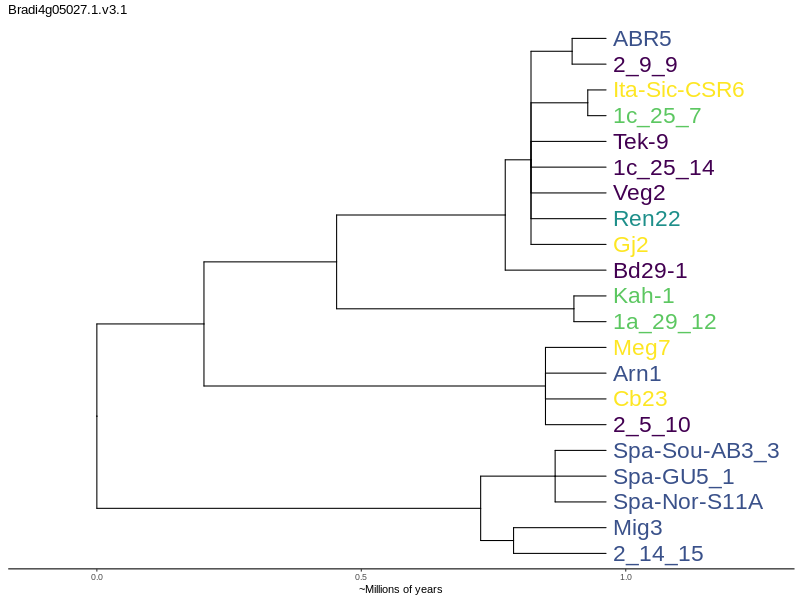 Bradi4g05027.1.v3.1
ABR5
2_9_9
Ita-Sic-CSR6
1c_25_7
Tek-9
1c_25_14
Veg2
Ren22
Gj2
Bd29-1
Kah-1
1a_29_12
Meg7
Arn1
Cb23
2_5_10
Spa-Sou-AB3_3
Spa-GU5_1
Spa-Nor-S11A
Mig3
2_14_15
0.0 0.5 1.0
~Millions of years